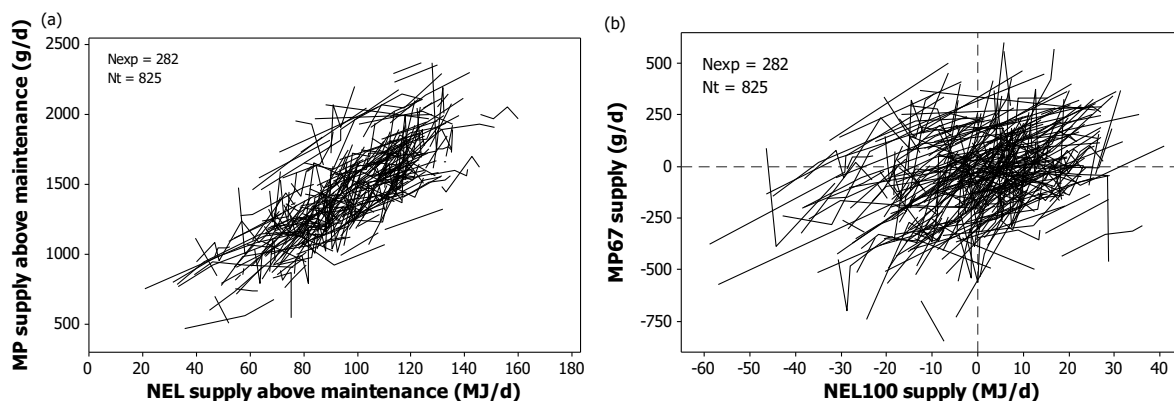 (a)
MP supply above maintenance (g/d)
2500
2000
1500
1000
500
Nexp = 282
Nt = 825
0 20 40 60 80 100 120 140 160 180
NEL supply above maintenance (MJ/d)
(b)
MP67 supply (g/d)
500
250
0
-250
-500
-750
Nexp = 282
Nt = 825
-60 -50 -40 -30 -20 -10 0 10 20 30 40
NEL100 supply (MJ/d)